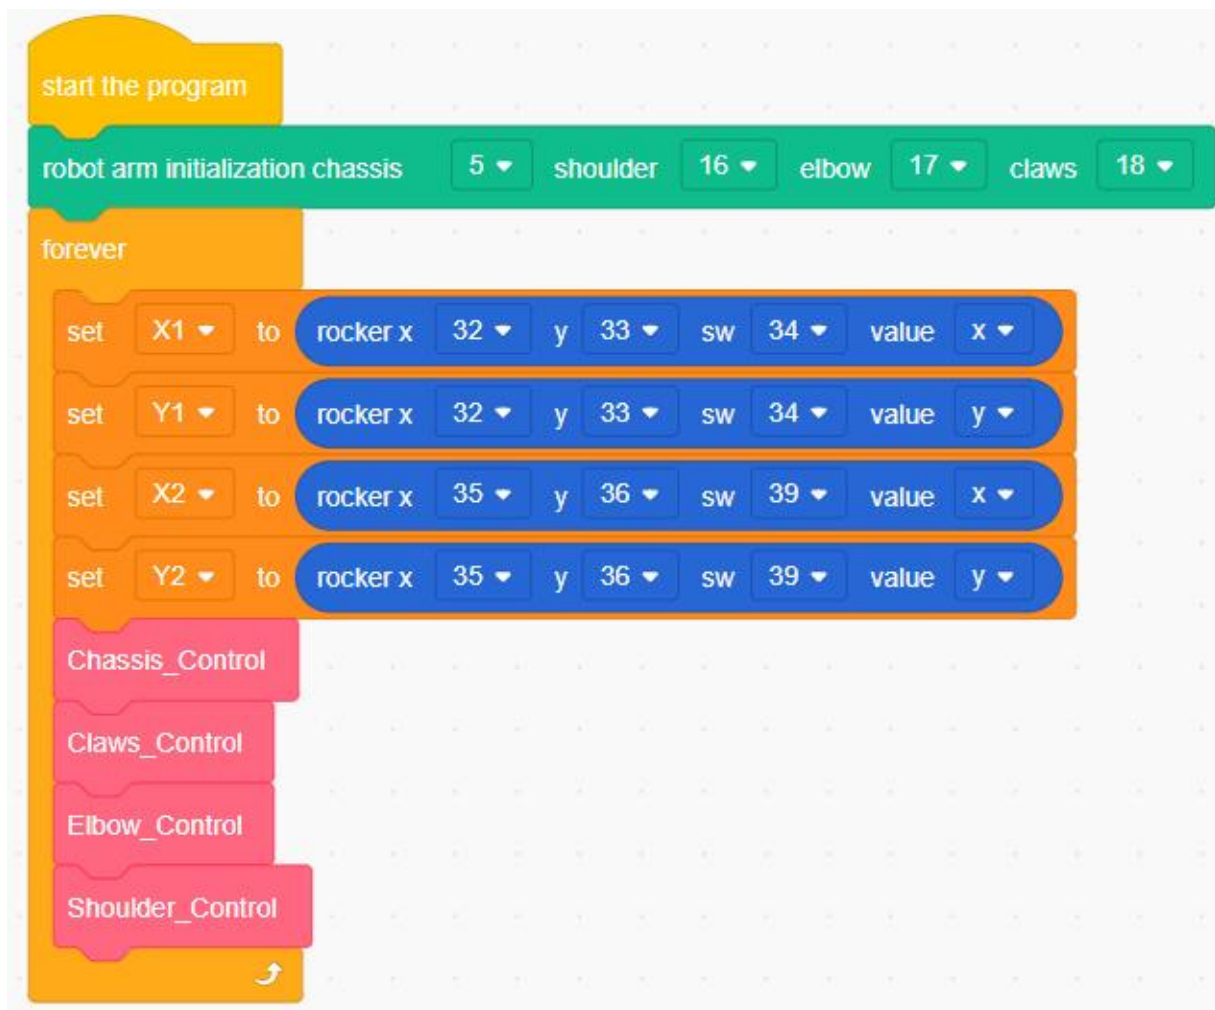 start the program
robot arm initialization chassis 5 shoulder 16 elbow 17 claws 18
forever
set X1 to rocker x 32 y 33 sw 34 value x
set Y1 to rocker x 32 y 33 sw 34 value y
set X2 to rocker x 35 y 36 sw 39 value x
set Y2 to rocker x 35 y 36 sw 39 value y
Chassis_Control
Claws_Control
Elbow_Control
Shoulder_Control